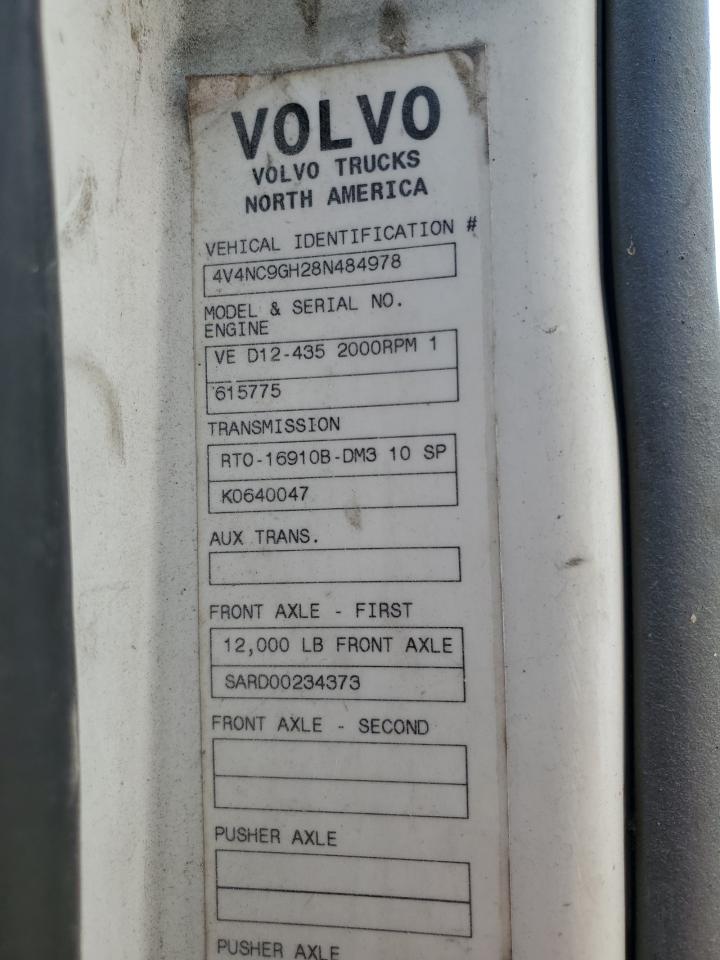 VOLVO
VOLVO TRUCKS
NORTH AMERICA
VEHICAL IDENTIFICATION #
4V4NC9GH28N484978
MODEL & SERIAL NO.
ENGINE
VE D12-435 2000RPM 1
615775
TRANSMISSION
RTO-16910B-DM3 10 SP
K0640047
AUX TRANS.
FRONT AXLE - FIRST
12,000 LB FRONT AXLE
SARD00234373
FRONT AXLE - SECOND
PUSHER AXLE
PUSHER AXLE